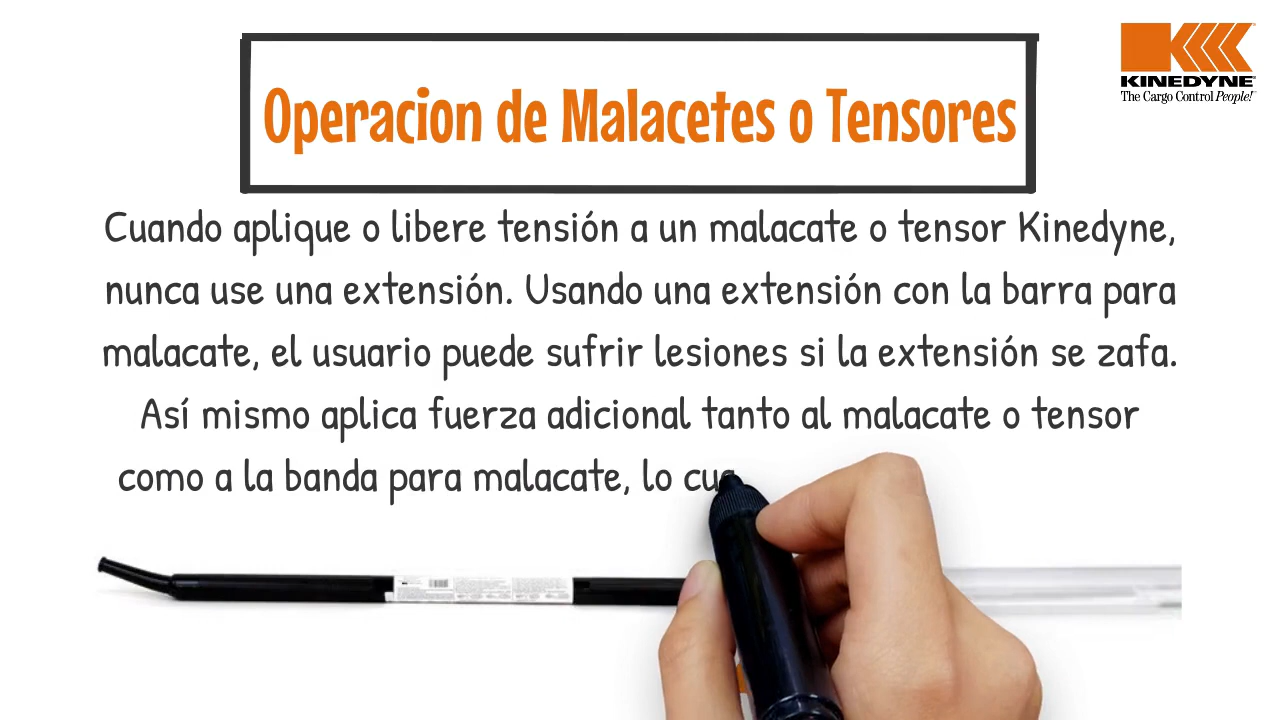 Operacion de Malacetes o Tensores
KINEDYNE
The Cargo Control People!
Cuando aplique o libere tensión a un malacate o tensor Kinedyne,
nunca use una extensión. Usando una extensión con la barra para
malacate, el usuario puede sufrir lesiones si la extensión se zafa.
Así mismo aplica fuerza adicional tanto al malacate o tensor
como a la banda para malacate, lo